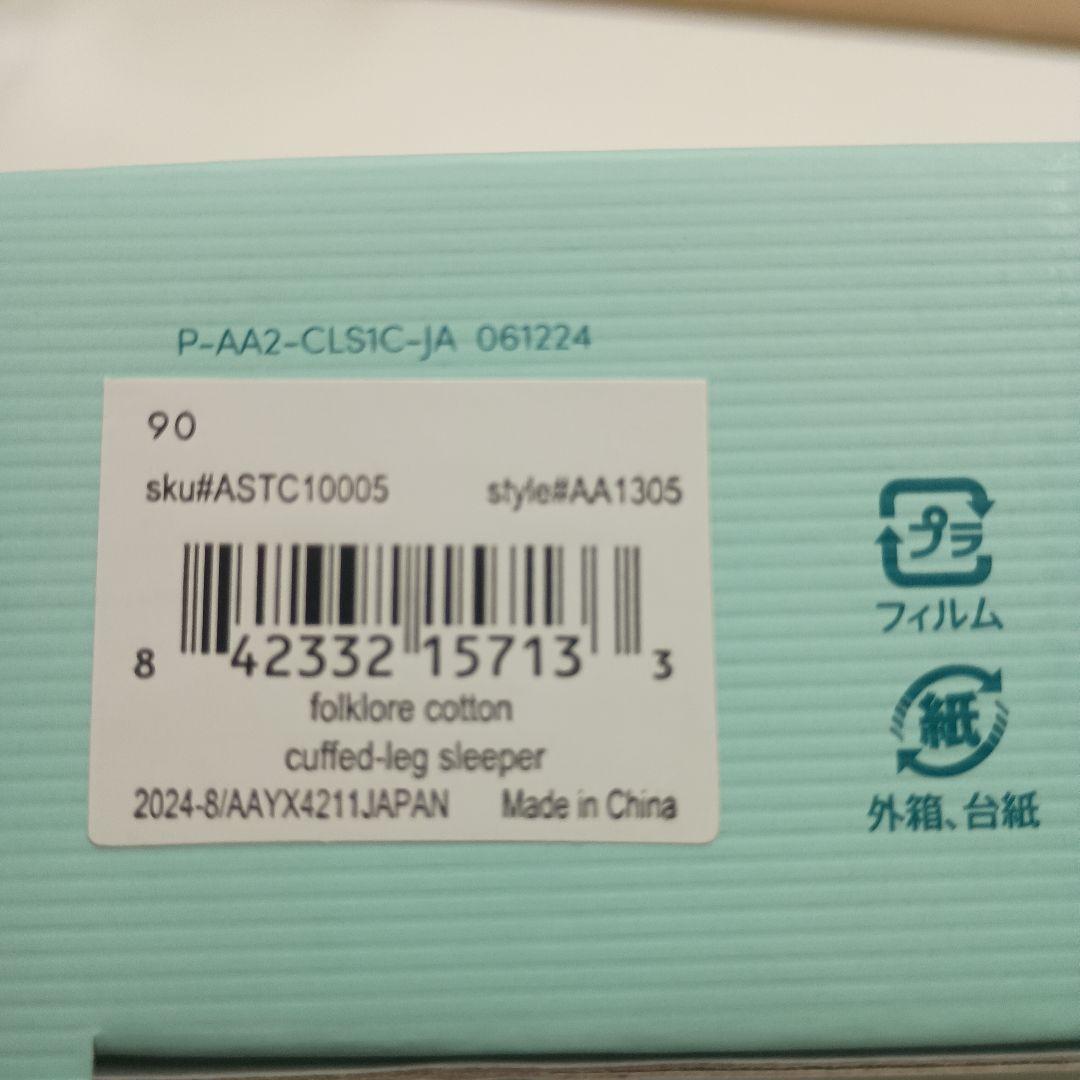 P-AA2-CLS1C-JA 061224
90
sku#ASTC10005 style#AA1305
8 42332 15713 3
folklore cotton
cuffed-leg sleeper
2024-8/AAYX4211JAPAN Made in China
プラ
フィルム
紙
外箱、台紙